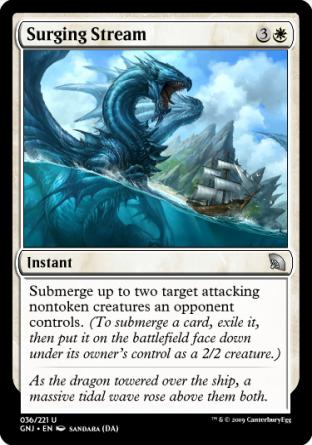 Surging Stream 3
Instant
Submerge up to two target attacking
nontoken creatures an opponent
controls. (To submerge a card, exile it,
then put it on the battlefield face down
under its owner's control as a 2/2 creature.)
As the dragon towered over the ship, a
massive tidal wave rose above them both.
036/221 U
GNJ • EN SANDARA (DA)
™ & © 2019 CanterburyEgg